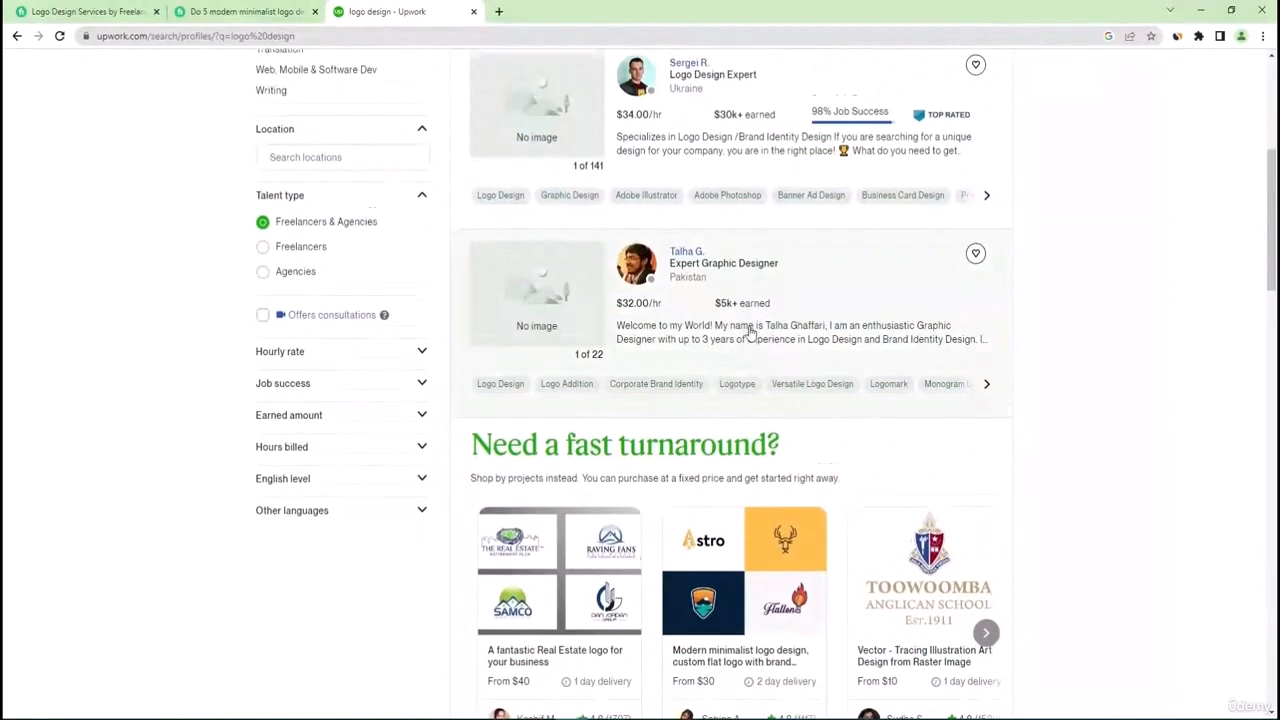 Logo Design Services by Freela
Do 5 modern minimalist logo de
up
logo design - Upwork
upwork.com/search/profiles/?q=logo%20design
Translation
Web, Mobile & Software Dev
Writing
Location
Search locations
Talent type
Freelancers & Agencies
Freelancers
Agencies
Offers consultations
Hourly rate
Job success
Earned amount
Hours billed
English level
Other languages
No image
1 of 141
Sergei R.
Logo Design Expert
Ukraine
$34.00/hr
$30k+ earned
98% Job Success
TOP RATED
Specializes in Logo Design /Brand Identity Design If you are searching for a unique
design for your company, you are in the right place! 🏆 What do you need to get..
Logo Design
Graphic Design
Adobe Illustrator
Adobe Photoshop
Banner Ad Design
Business Card Design
No image
1 of 22
Talha G.
Expert Graphic Designer
Pakistan
$32.00/hr
$5k+ earned
Welcome to my World! My name is Talha Ghaffari, I am an enthusiastic Graphic
Designer with up to 3 years of experience in Logo Design and Brand Identity Design. I..
Logo Design
Logo Addition
Corporate Brand Identity
Logotype
Versatile Logo Design
Logomark
Monogram L
Need a fast turnaround?
Shop by projects instead. You can purchase at a fixed price and get started right away.
THE REAL ESTATE
RAVING FANS
SAMCO
DAN JORDAN
GROUP
A fantastic Real Estate logo for
your business
From $40
1 day delivery
Astro
Modern minimalist logo design,
custom flat logo with brand...
From $30
2 day delivery
TOOWOOMBA
ANGLICAN SCHOOL
EST.1911
Vector - Tracing Illustration Art
Design from Raster Image
From $10
1 day delivery
ûdemy